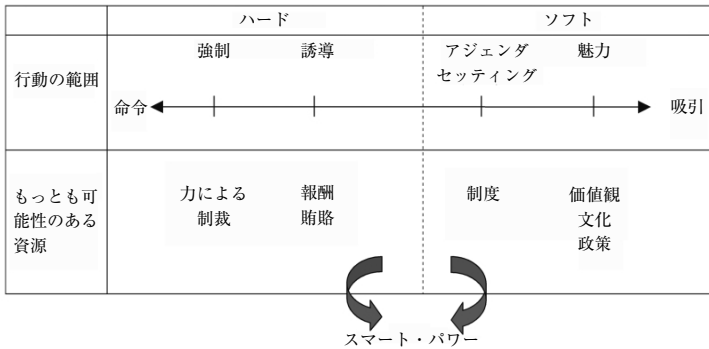 ハード
ソフト
行動の範囲
強制
誘導
アジェンダ
セッティング
魅力
命令
吸引
もっとも可
能性のある
資源
力による
制裁
報酬
賄賂
制度
価値観
文化
政策
スマート・パワー